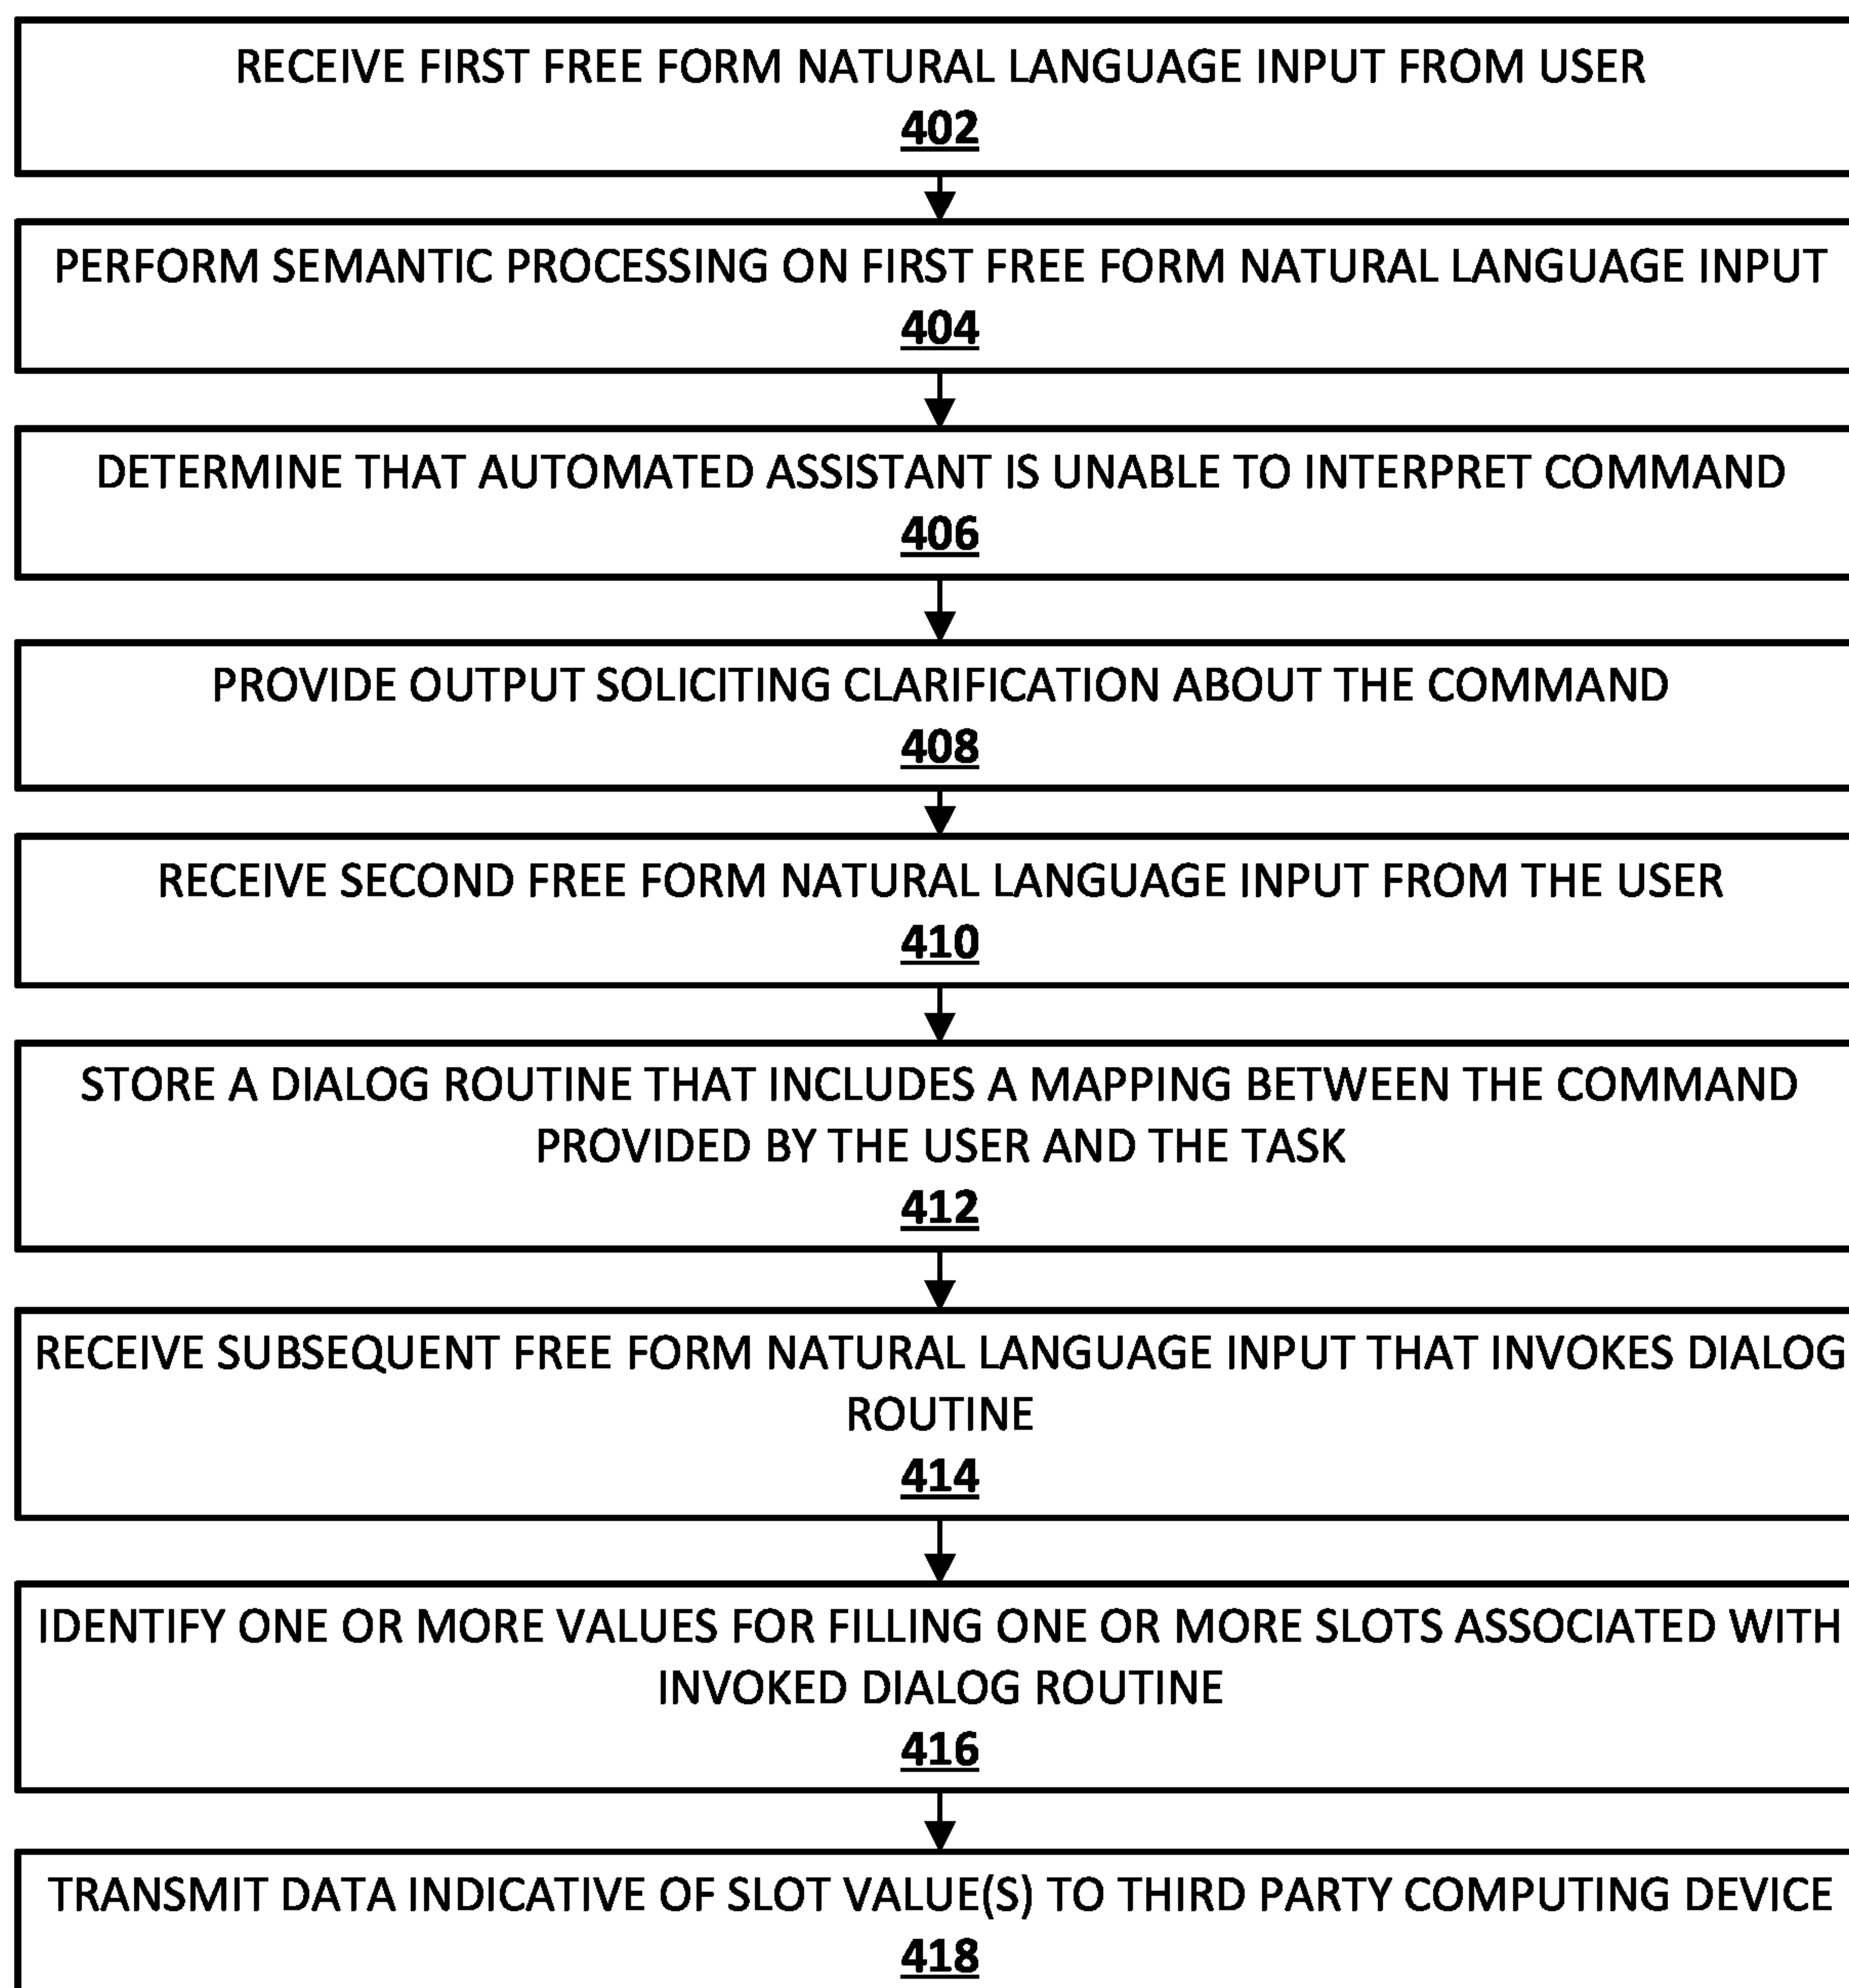 RECEIVE FIRST FREE FORM NATURAL LANGUAGE INPUT FROM USER
402
PERFORM SEMANTIC PROCESSING ON FIRST FREE FORM NATURAL LANGUAGE INPUT
404
DETERMINE THAT AUTOMATED ASSISTANT IS UNABLE TO INTERPRET COMMAND
406
PROVIDE OUTPUT SOLICITING CLARIFICATION ABOUT THE COMMAND
408
RECEIVE SECOND FREE FORM NATURAL LANGUAGE INPUT FROM THE USER
410
STORE A DIALOG ROUTINE THAT INCLUDES A MAPPING BETWEEN THE COMMAND
PROVIDED BY THE USER AND THE TASK
412
RECEIVE SUBSEQUENT FREE FORM NATURAL LANGUAGE INPUT THAT INVOKES DIALOG
ROUTINE
414
IDENTIFY ONE OR MORE VALUES FOR FILLING ONE OR MORE SLOTS ASSOCIATED WITH
INVOKED DIALOG ROUTINE
416
TRANSMIT DATA INDICATIVE OF SLOT VALUE(S) TO THIRD PARTY COMPUTING DEVICE
418